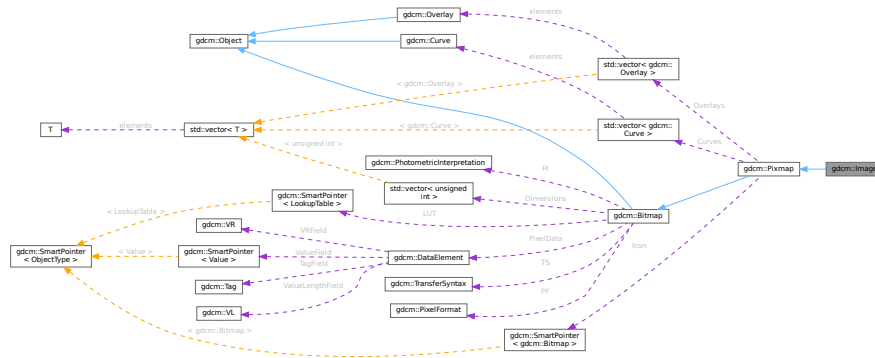 gdcm::Overlay
elements
gdcm::Object
gdcm::Curve
elements
std::vector< gdcm::
Overlay >
< gdcm::Overlay >
Overlays
T
elements
std::vector< T >
< gdcm::Curve >
std::vector< gdcm::
Curve >
Curves
< unsigned int >
gdcm::PhotometricInterpretation
PI
gdcm::Pixmap
gdcm::Image
std::vector< unsigned
int >
Dimensions
gdcm::SmartPointer
< LookupTable >
< LookupTable >
LUT
gdcm::Bitmap
gdcm::VR
VRField
PixelData
Icon
gdcm::SmartPointer
< ObjectType >
< Value >
gdcm::SmartPointer
< Value >
ValueField
TagField
gdcm::DataElement
TS
gdcm::Tag
ValueLengthField
gdcm::TransferSyntax
PF
gdcm::VL
gdcm::PixelFormat
< gdcm::Bitmap >
gdcm::SmartPointer
< gdcm::Bitmap >